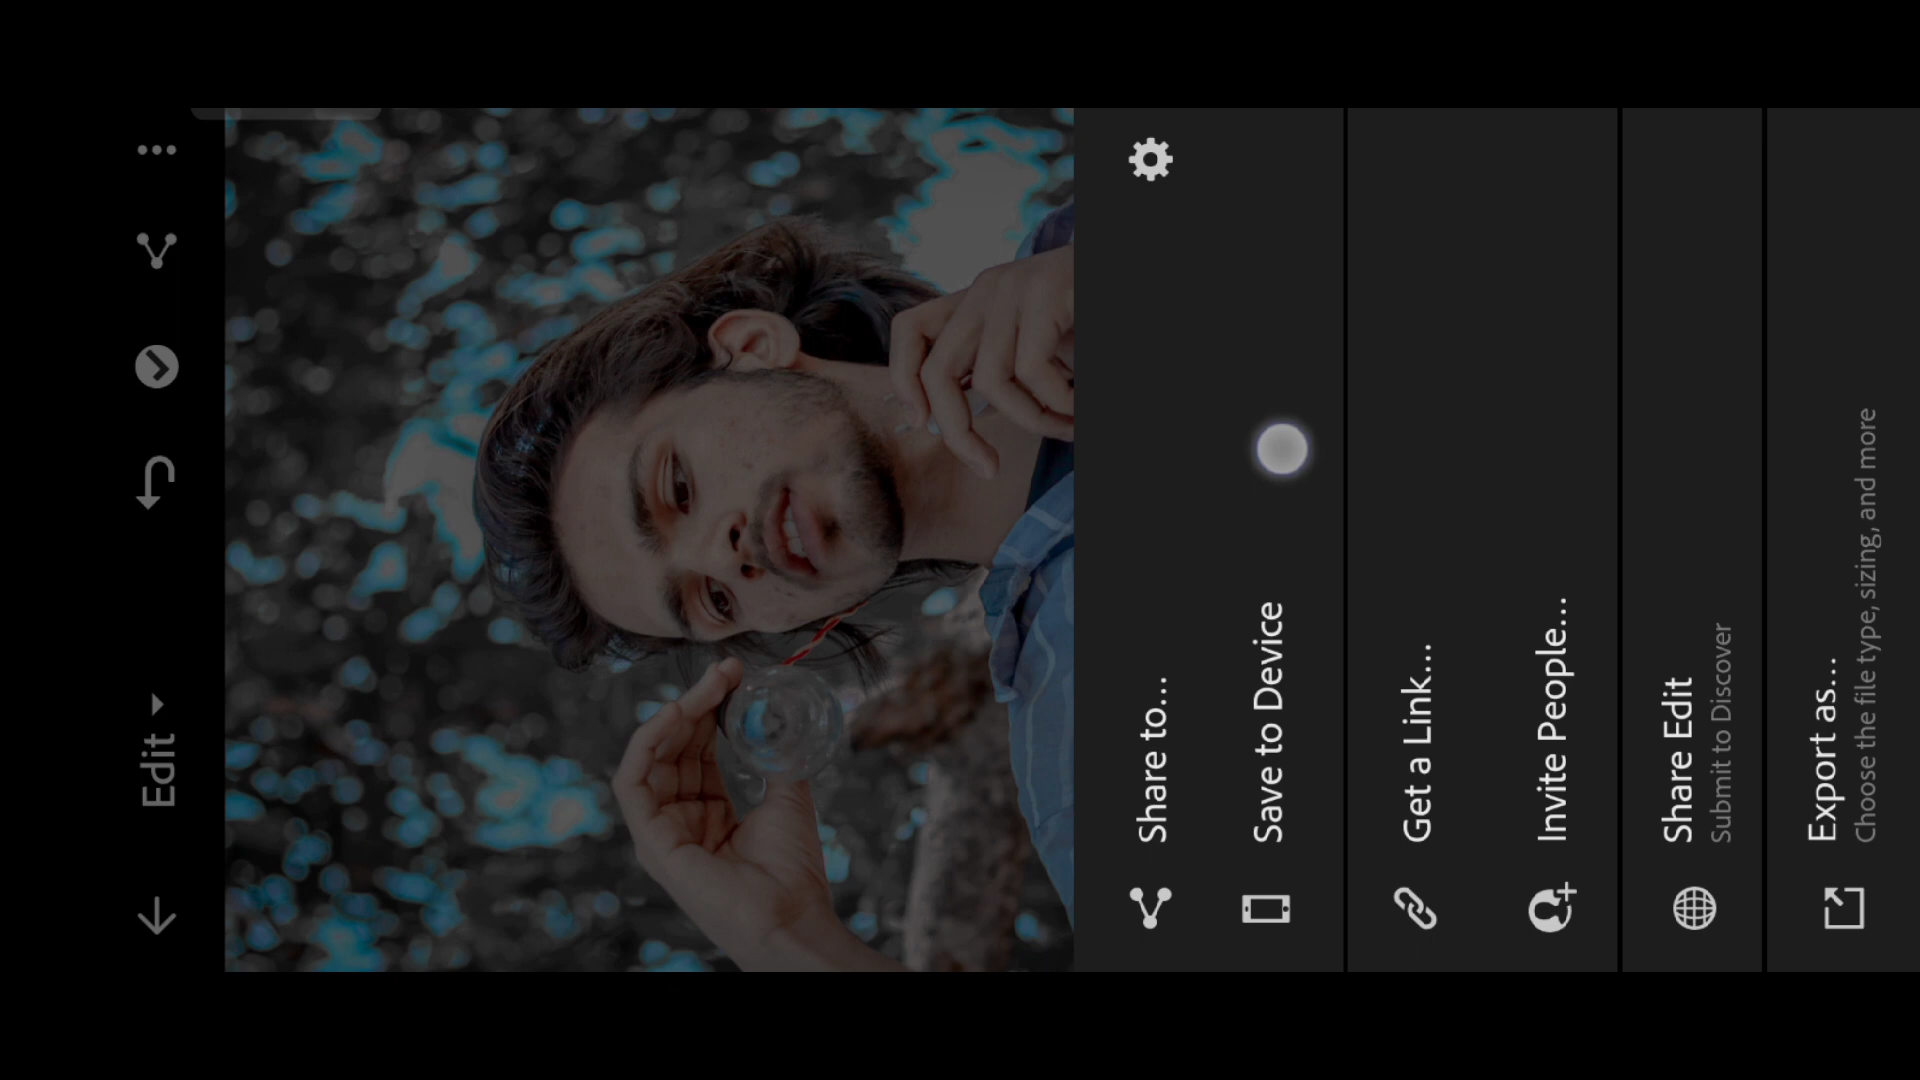 Edit
Share to...
Save to Device
Get a Link...
Invite People...
Share Edit
Submit to Discover
Export as...
Choose the file type, sizing, and more